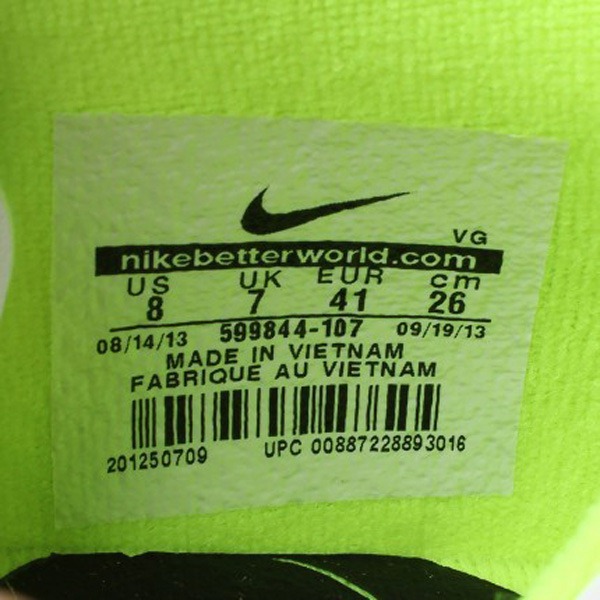 VG
nikebetterworld.com
US UK EUR cm
8 7 41 26
08/14/13 599844-107 09/19/13
MADE IN VIETNAM
FABRIQUE AU VIETNAM
201250709 UPC 00887228893016